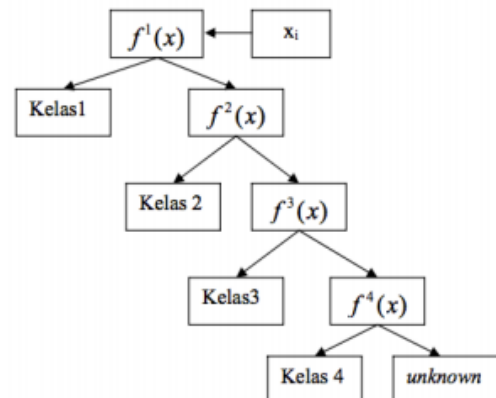 f¹(x)
xᵢ
Kelas1
f²(x)
Kelas 2
f³(x)
Kelas3
f⁴(x)
Kelas 4
unknown